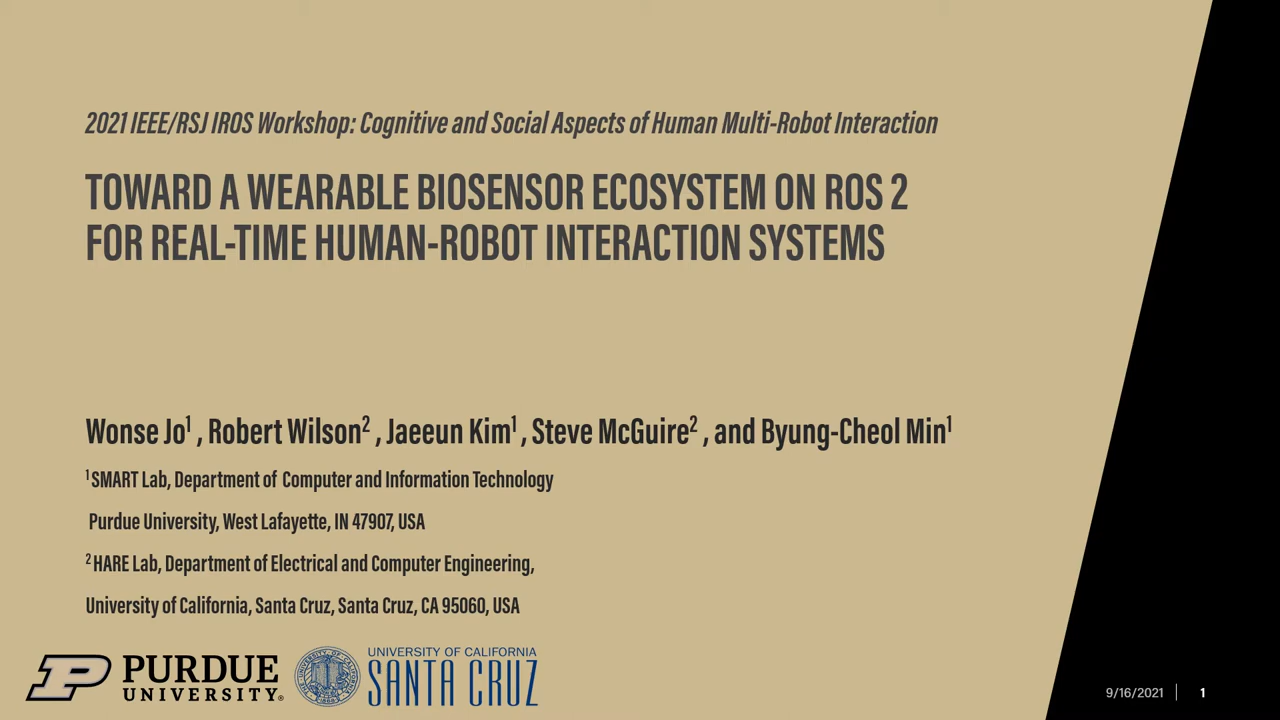 2021 IEEE/RSJ IROS Workshop: Cognitive and Social Aspects of Human Multi-Robot Interaction
TOWARD A WEARABLE BIOSENSOR ECOSYSTEM ON ROS 2
FOR REAL-TIME HUMAN-ROBOT INTERACTION SYSTEMS
Wonse Jo¹ , Robert Wilson² , Jaeeun Kim¹ , Steve McGuire² , and Byung-Cheol Min¹
¹ SMART Lab, Department of Computer and Information Technology
Purdue University, West Lafayette, IN 47907, USA
² HARE Lab, Department of Electrical and Computer Engineering,
University of California, Santa Cruz, Santa Cruz, CA 95060, USA
P PURDUE
UNIVERSITY®
UNIVERSITY OF CALIFORNIA
SANTA CRUZ
9/16/2021 | 1